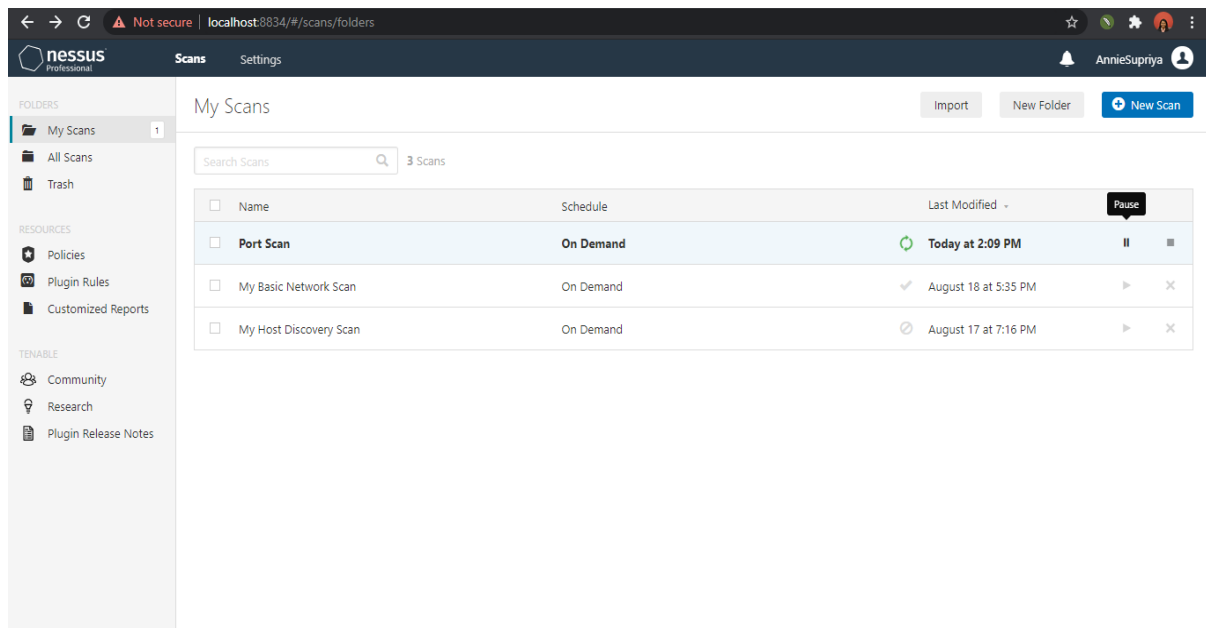 Not secure | localhost:8834/#/scans/folders
nessus
Professional
Scans
Settings
AnnieSupriya
FOLDERS
My Scans
1
All Scans
Trash
RESOURCES
Policies
Plugin Rules
Customized Reports
TENABLE
Community
Research
Plugin Release Notes
My Scans
Import
New Folder
New Scan
Search Scans
3 Scans
Name Schedule Last Modified
Pause
Port Scan On Demand Today at 2:09 PM
My Basic Network Scan On Demand August 18 at 5:35 PM
My Host Discovery Scan On Demand August 17 at 7:16 PM